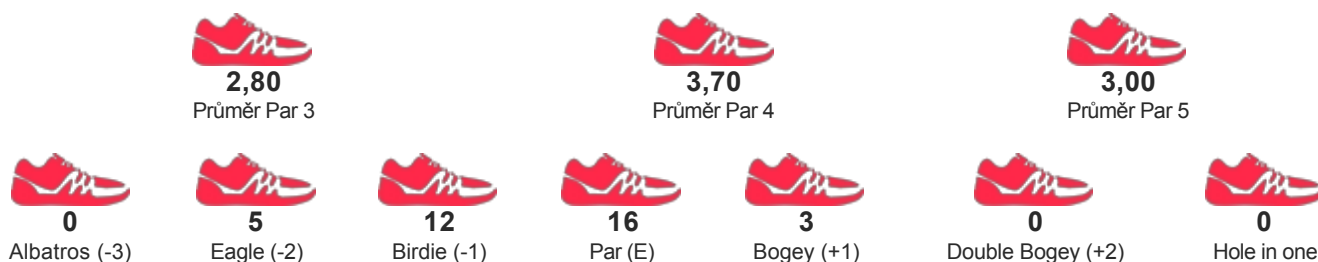 2,80
Průměr Par 3
3,70
Průměr Par 4
3,00
Průměr Par 5
0
Albatros (-3)
5
Eagle (-2)
12
Birdie (-1)
16
Par (E)
3
Bogey (+1)
0
Double Bogey (+2)
0
Hole in one